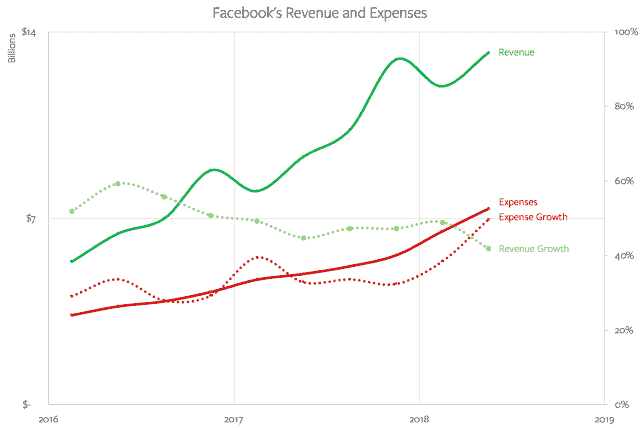 Facebook's Revenue and Expenses
Billions
$14
$7
$-
100%
80%
60%
40%
20%
0%
Revenue
Expenses
Expense Growth
Revenue Growth
2016
2017
2018
2019